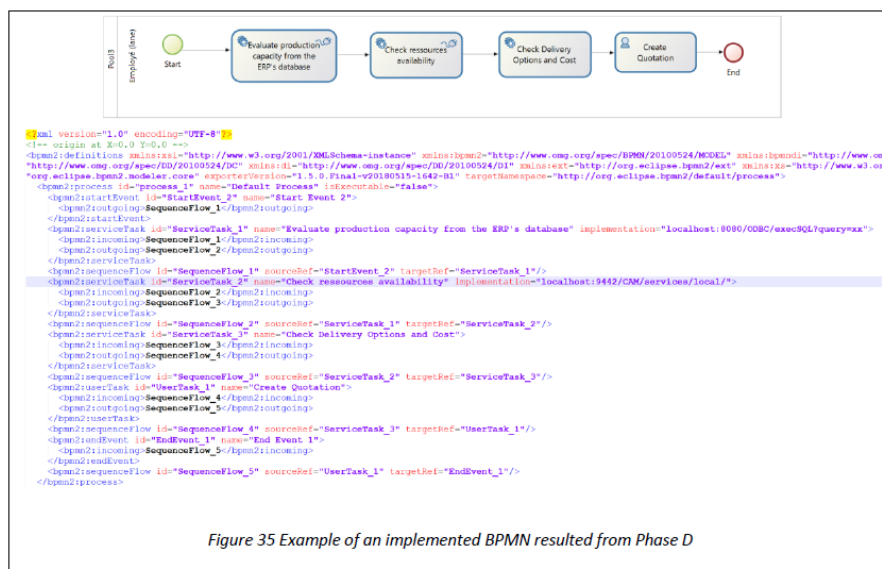 Pool3
Employé (lane)
Start
Evaluate production
capacity from the
ERP's database
Check ressources
availability
Check Delivery
Options and Cost
Create
Quotation
End
<?xml version="1.0" encoding="UTF-8"?>
<!-- origin at X=0.0 Y=0.0 -->
<bpmn2:definitions xmlns:xsi="http://www.w3.org/2001/XMLSchema-instance" xmlns:bpmn2="http://www.omg.org/spec/BPMN/20100524/MODEL" xmlns:bpmndi="http://www.o
"http://www.omg.org/spec/DD/20100524/DC" xmlns:di="http://www.omg.org/spec/DD/20100524/DI" xmlns:ext="http://org.eclipse.bpmn2/ext" xmlns:xs="http://www.w3.o
"org.eclipse.bpmn2.modeler.core" exporterVersion="1.5.0.Final-v20180515-1642-B1" targetNamespace="http://org.eclipse.bpmn2/default/process">
<bpmn2:process id="process_1" name="Default Process" isExecutable="false">
<bpmn2:startEvent id="StartEvent_2" name="Start Event 2">
<bpmn2:outgoing>SequenceFlow_1</bpmn2:outgoing>
</bpmn2:startEvent>
<bpmn2:serviceTask id="ServiceTask_1" name="Evaluate production capacity from the ERP's database" implementation="localhost:8080/ODBC/execSQL?query=xx">
<bpmn2:incoming>SequenceFlow_1</bpmn2:incoming>
<bpmn2:outgoing>SequenceFlow_2</bpmn2:outgoing>
</bpmn2:serviceTask>
<bpmn2:sequenceFlow id="SequenceFlow_1" sourceRef="StartEvent_2" targetRef="ServiceTask_1"/>
<bpmn2:serviceTask id="ServiceTask_2" name="Check ressources availability" implementation="localhost:9442/CAM/services/local/">
<bpmn2:incoming>SequenceFlow_2</bpmn2:incoming>
<bpmn2:outgoing>SequenceFlow_3</bpmn2:outgoing>
</bpmn2:serviceTask>
<bpmn2:sequenceFlow id="SequenceFlow_2" sourceRef="ServiceTask_1" targetRef="ServiceTask_2"/>
<bpmn2:serviceTask id="ServiceTask_3" name="Check Delivery Options and Cost">
<bpmn2:incoming>SequenceFlow_3</bpmn2:incoming>
<bpmn2:outgoing>SequenceFlow_4</bpmn2:outgoing>
</bpmn2:serviceTask>
<bpmn2:sequenceFlow id="SequenceFlow_3" sourceRef="ServiceTask_2" targetRef="ServiceTask_3"/>
<bpmn2:userTask id="UserTask_1" name="Create Quotation">
<bpmn2:incoming>SequenceFlow_4</bpmn2:incoming>
<bpmn2:outgoing>SequenceFlow_5</bpmn2:outgoing>
</bpmn2:userTask>
<bpmn2:sequenceFlow id="SequenceFlow_4" sourceRef="ServiceTask_3" targetRef="UserTask_1"/>
<bpmn2:endEvent id="EndEvent_1" name="End Event 1">
<bpmn2:incoming>SequenceFlow_5</bpmn2:incoming>
</bpmn2:endEvent>
<bpmn2:sequenceFlow id="SequenceFlow_5" sourceRef="UserTask_1" targetRef="EndEvent_1"/>
</bpmn2:process>
Figure 35 Example of an implemented BPMN resulted from Phase D